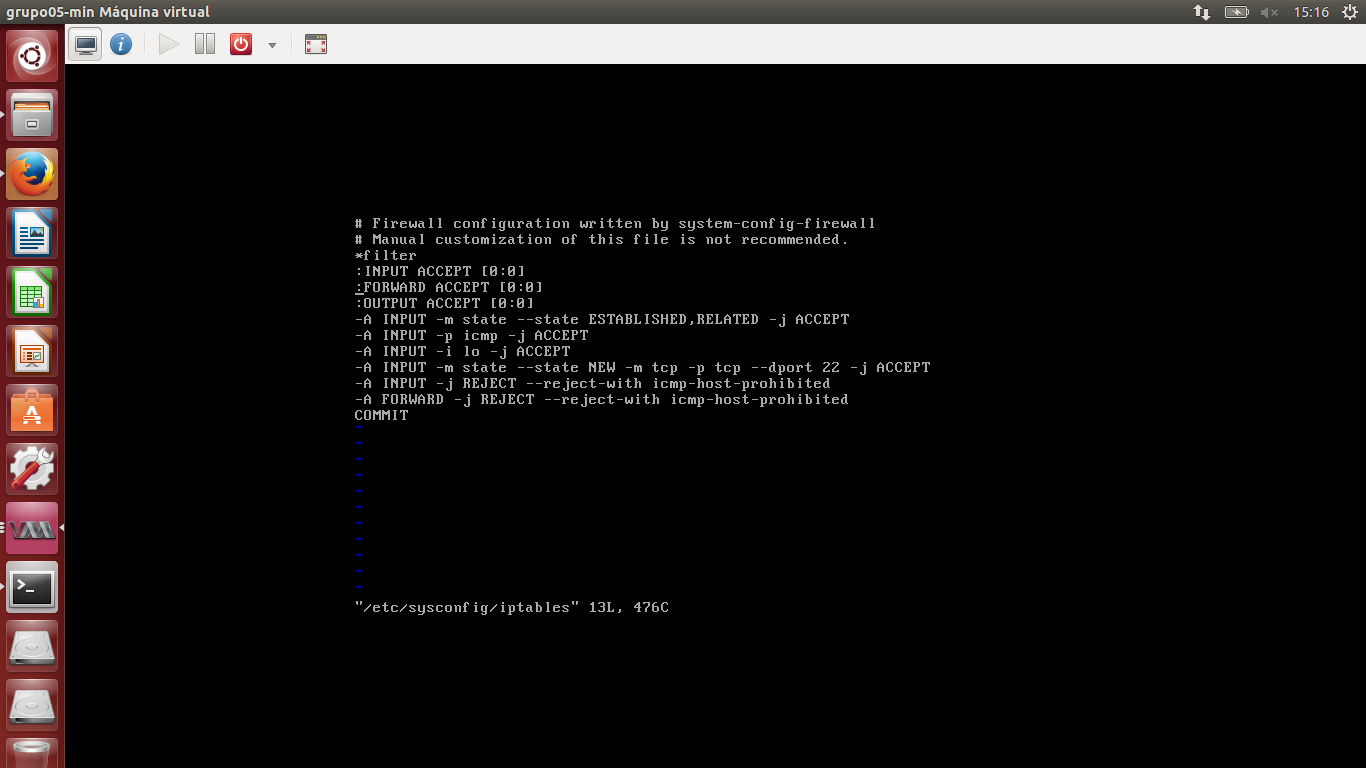 grupo05-min Máquina virtual
15:16
# Firewall configuration written by system-config-firewall
# Manual customization of this file is not recommended.
*filter
:INPUT ACCEPT [0:0]
:FORWARD ACCEPT [0:0]
:OUTPUT ACCEPT [0:0]
-A INPUT -m state --state ESTABLISHED,RELATED -j ACCEPT
-A INPUT -p icmp -j ACCEPT
-A INPUT -i lo -j ACCEPT
-A INPUT -m state --state NEW -m tcp -p tcp --dport 22 -j ACCEPT
-A INPUT -j REJECT --reject-with icmp-host-prohibited
-A FORWARD -j REJECT --reject-with icmp-host-prohibited
COMMIT
~
~
~
~
~
~
~
~
~
~
~
"/etc/sysconfig/iptables" 13L, 476C